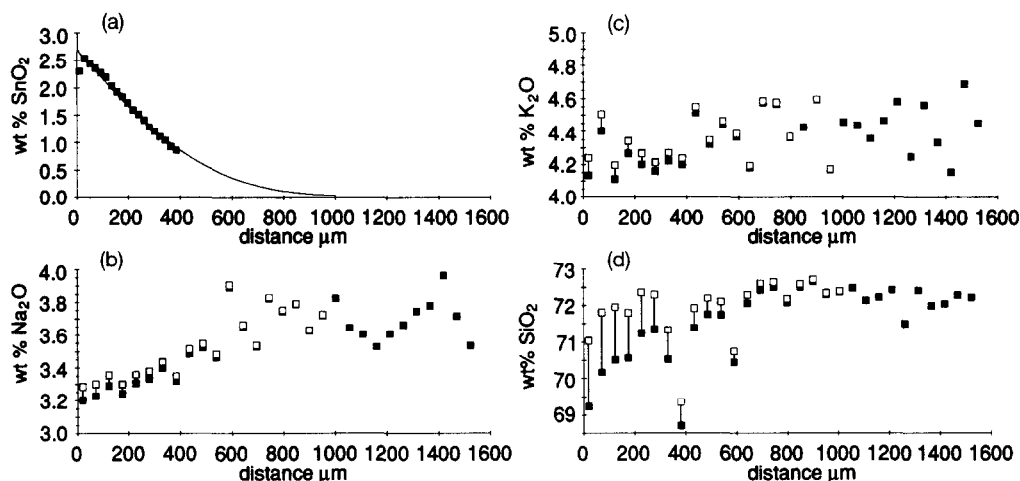 (a)
wt % SnO₂
3.0
2.5
2.0
1.5
1.0
0.5
0.0
0 200 400 600 800 1000 1200 1400 1600
distance μm
(c)
wt % K₂O
5.0
4.8
4.6
4.4
4.2
4.0
0 200 400 600 800 1000 1200 1400 1600
distance μm
(b)
wt % Na₂O
4.0
3.8
3.6
3.4
3.2
3.0
0 200 400 600 800 1000 1200 1400 1600
distance μm
(d)
wt% SiO₂
73
72
71
70
69
0 200 400 600 800 1000 1200 1400 1600
distance μm